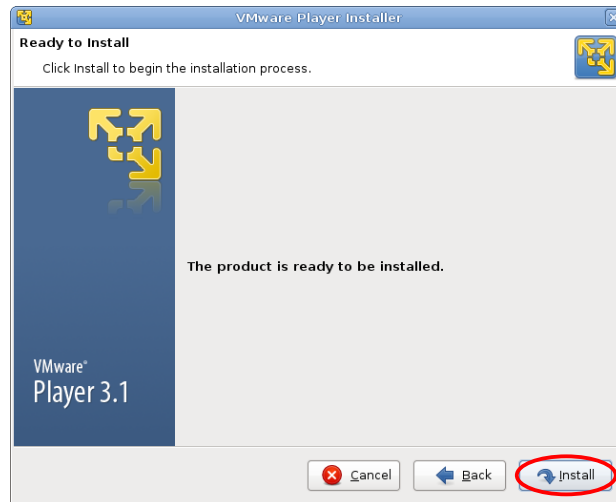 VMware Player Installer
Ready to Install
Click Install to begin the installation process.
The product is ready to be installed.
VMware®
Player 3.1
Cancel
Back
Install